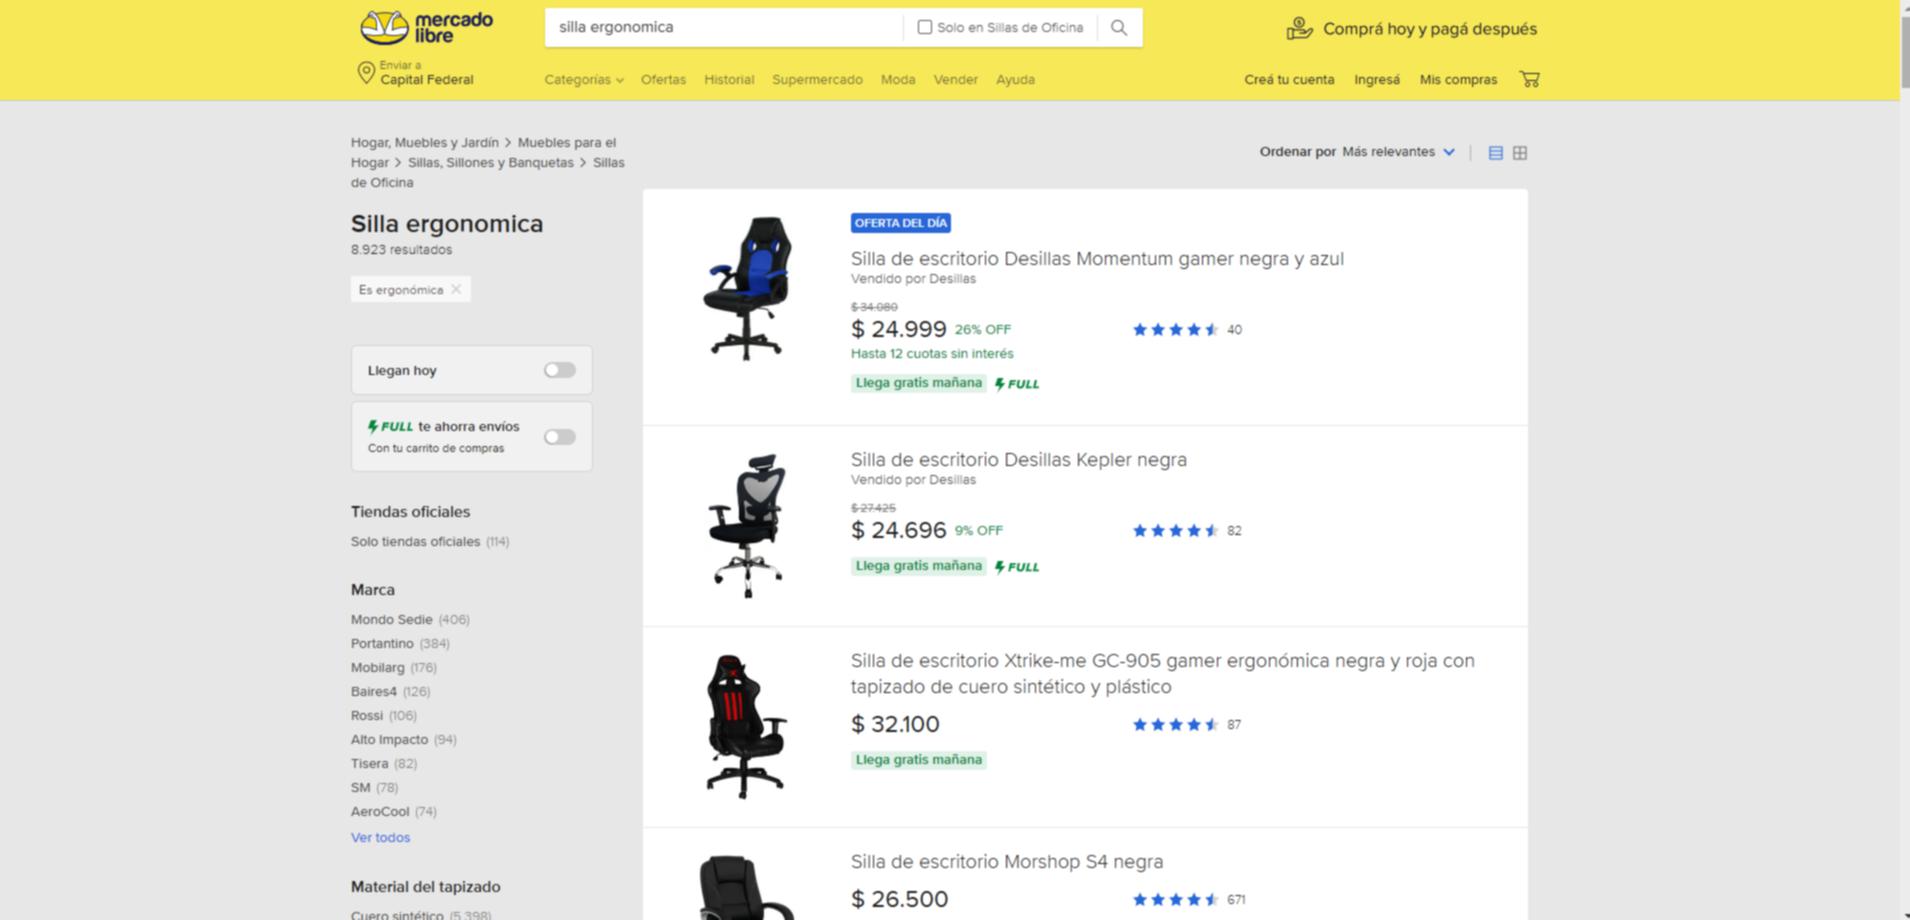 mercado
libre
silla ergonomica
Solo en Sillas de Oficina
Comprá hoy y pagá después
Enviar a
Capital Federal
Categorías
Ofertas
Historial
Supermercado
Moda
Vender
Ayuda
Creá tu cuenta
Ingresá
Mis compras
Hogar, Muebles y Jardín > Muebles para el
Hogar > Sillas, Sillones y Banquetas > Sillas
de Oficina
Ordenar por Más relevantes
Silla ergonomica
8.923 resultados
Es ergonómica
Llegan hoy
FULL te ahorra envíos
Con tu carrito de compras
Tiendas oficiales
Solo tiendas oficiales (114)
Marca
Mondo Sedie (406)
Portantino (384)
Mobilarg (176)
Baires4 (126)
Rossi (106)
Alto Impacto (94)
Tisera (82)
SM (78)
AeroCool (74)
Ver todos
Material del tapizado
Cuero sintético (5.398)
OFERTA DEL DÍA
Silla de escritorio Desillas Momentum gamer negra y azul
Vendido por Desillas
$ 34.080
$ 24.999 26% OFF
40
Hasta 12 cuotas sin interés
Llega gratis mañana FULL
Silla de escritorio Desillas Kepler negra
Vendido por Desillas
$ 27.425
$ 24.696 9% OFF
82
Llega gratis mañana FULL
Silla de escritorio Xtrike-me GC-905 gamer ergonómica negra y roja con
tapizado de cuero sintético y plástico
$ 32.100
87
Llega gratis mañana
Silla de escritorio Morshop S4 negra
$ 26.500
671